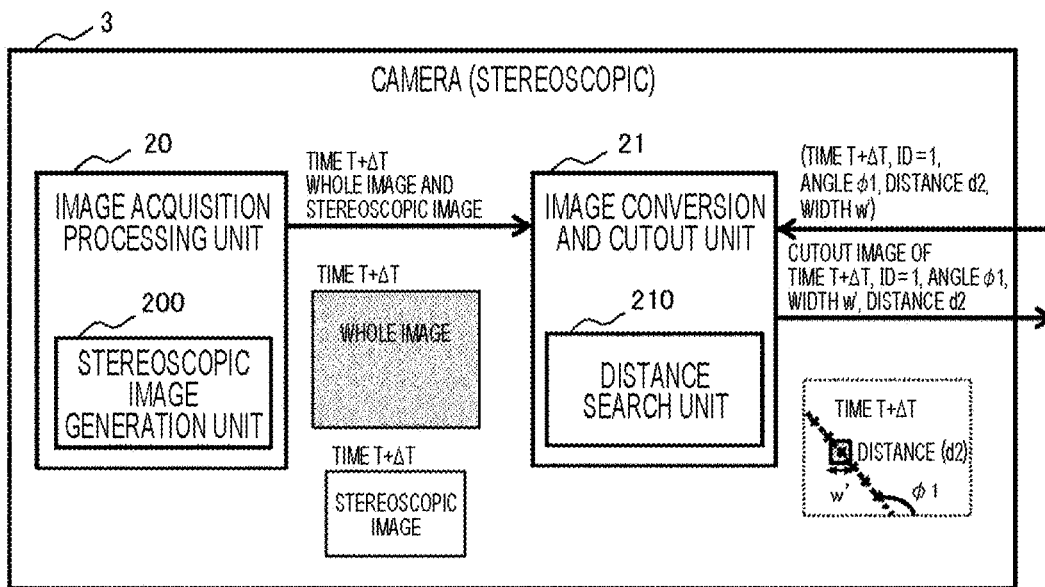 3
CAMERA (STEREOSCOPIC)
20
IMAGE ACQUISITION
PROCESSING UNIT
200
STEREOSCOPIC
IMAGE
GENERATION UNIT
TIME T+ΔT
WHOLE IMAGE AND
STEREOSCOPIC IMAGE
TIME T+ΔT
WHOLE IMAGE
TIME T+ΔT
STEREOSCOPIC
IMAGE
21
IMAGE CONVERSION
AND CUTOUT UNIT
210
DISTANCE
SEARCH UNIT
(TIME T+ΔT, ID=1,
ANGLE φ1, DISTANCE d2,
WIDTH w')
CUTOUT IMAGE OF
TIME T+ΔT, ID=1, ANGLE φ1,
WIDTH w', DISTANCE d2
TIME T+ΔT
DISTANCE (d2)
w'
φ1